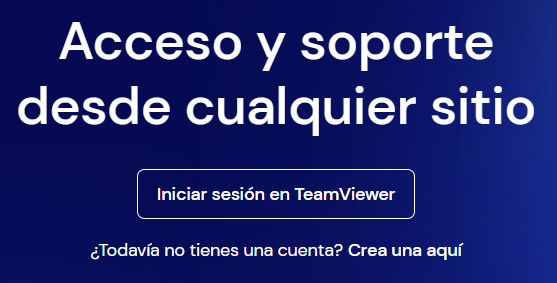 Acceso y soporte
desde cualquier sitio
Iniciar sesión en TeamViewer
¿Todavía no tienes una cuenta? Crea una aquí